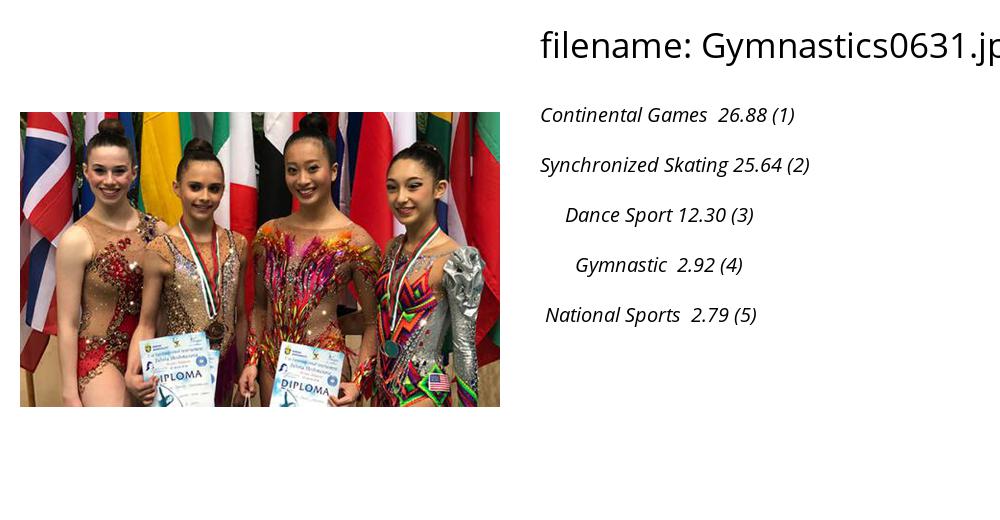 filename: Gymnastics0631.jp
Continental Games 26.88 (1)
Synchronized Skating 25.64 (2)
Dance Sport 12.30 (3)
Gymnastic 2.92 (4)
National Sports 2.79 (5)
DIPLOMA
DIPLOMA